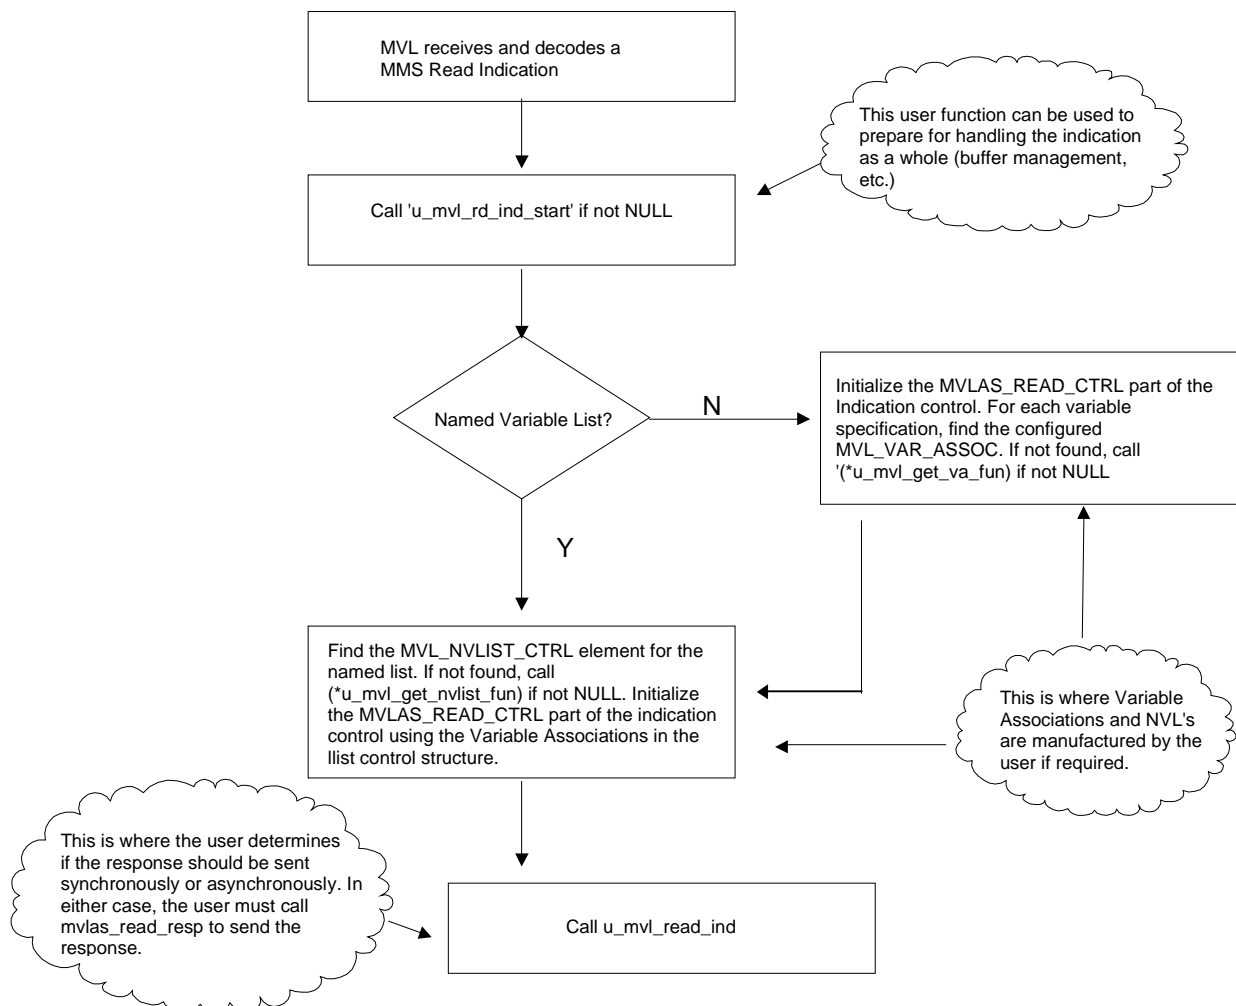 MVL receives and decodes a
MMS Read Indication
This user function can be used to
prepare for handling the indication
as a whole (buffer management,
etc.)
Call 'u_mvl_rd_ind_start' if not NULL
Named Variable List?
N
Initialize the MVLAS_READ_CTRL part of the
Indication control. For each variable
specification, find the configured
MVL_VAR_ASSOC. If not found, call
'(*u_mvl_get_va_fun) if not NULL
Y
Find the MVL_NVLIST_CTRL element for the
named list. If not found, call
(*u_mvl_get_nvlist_fun) if not NULL. Initialize
the MVLAS_READ_CTRL part of the indication
control using the Variable Associations in the
llist control structure.
This is where Variable
Associations and NVL's
are manufactured by the
user if required.
This is where the user determines
if the response should be sent
synchronously or asynchronously. In
either case, the user must call
mvlas_read_resp to send the
response.
Call u_mvl_read_ind